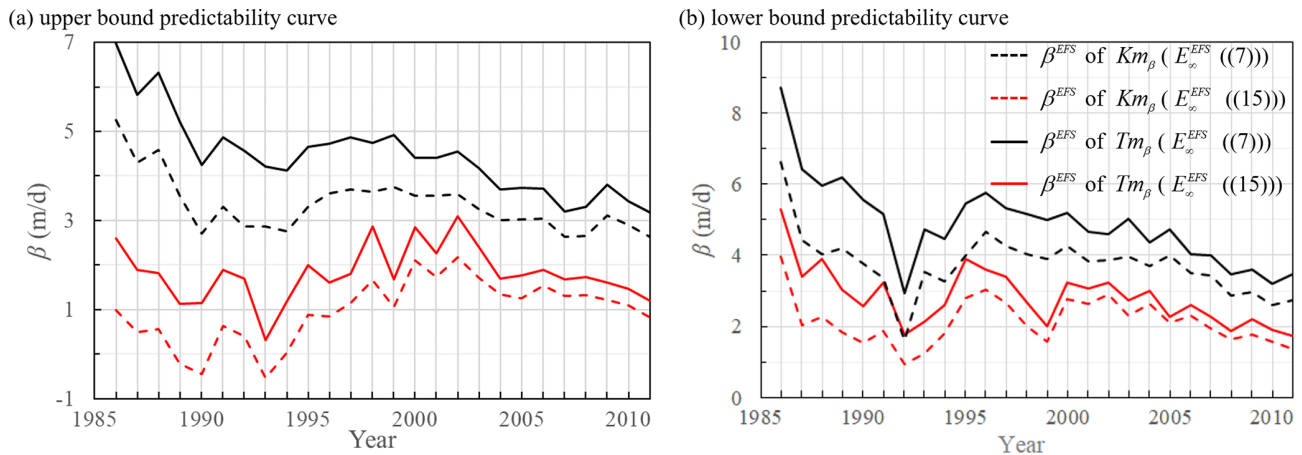 (a) upper bound predictability curve
7
5
3
1
-1
β (m/d)
1985 1990 1995 2000 2005 2010
Year
(b) lower bound predictability curve
10
8
6
4
2
0
β (m/d)
1985 1990 1995 2000 2005 2010
Year
β^EFS of Km_β ( E_∞^EFS ((7)))
β^EFS of Km_β ( E_∞^EFS ((15)))
β^EFS of Tm_β ( E_∞^EFS ((7)))
β^EFS of Tm_β ( E_∞^EFS ((15)))